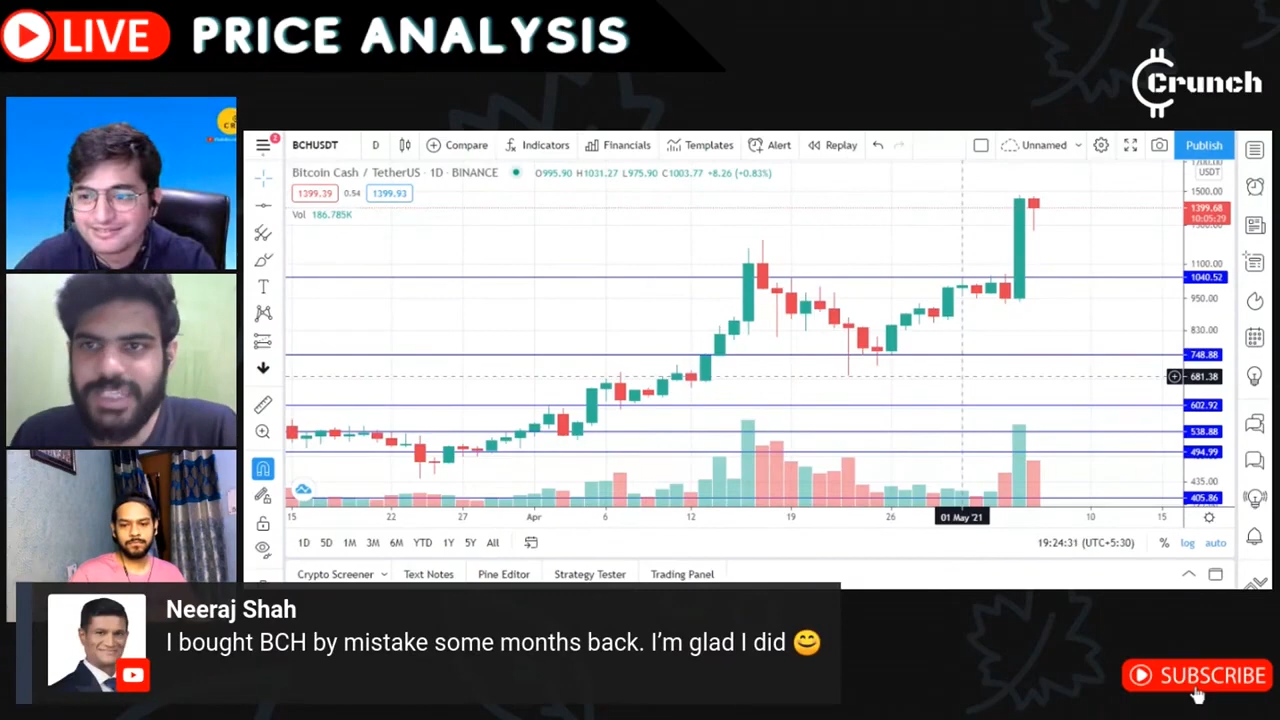 LIVE PRICE ANALYSIS
Crunch
BCHUSDT D Compare Indicators Financials Templates Alert Replay Unnamed Publish
Bitcoin Cash / TetherUS · 1D · BINANCE O995.90 H1031.27 L975.90 C1003.77 +8.26 (+0.83%)
1399.39 0.54 1399.93
Vol 186.785K
USDT
1500.00
1399.68
10:05:29
1300.00
1100.00
1040.52
950.00
830.00
748.88
681.38
602.92
538.88
494.99
435.00
405.86
15 22 27 Apr 6 12 19 26 01 May '21 10 15
1D 5D 1M 3M 6M YTD 1Y 5Y All 19:24:31 (UTC+5:30) % log auto
Crypto Screener Text Notes Pine Editor Strategy Tester Trading Panel
Neeraj Shah
I bought BCH by mistake some months back. I'm glad I did 😊
SUBSCRIBE